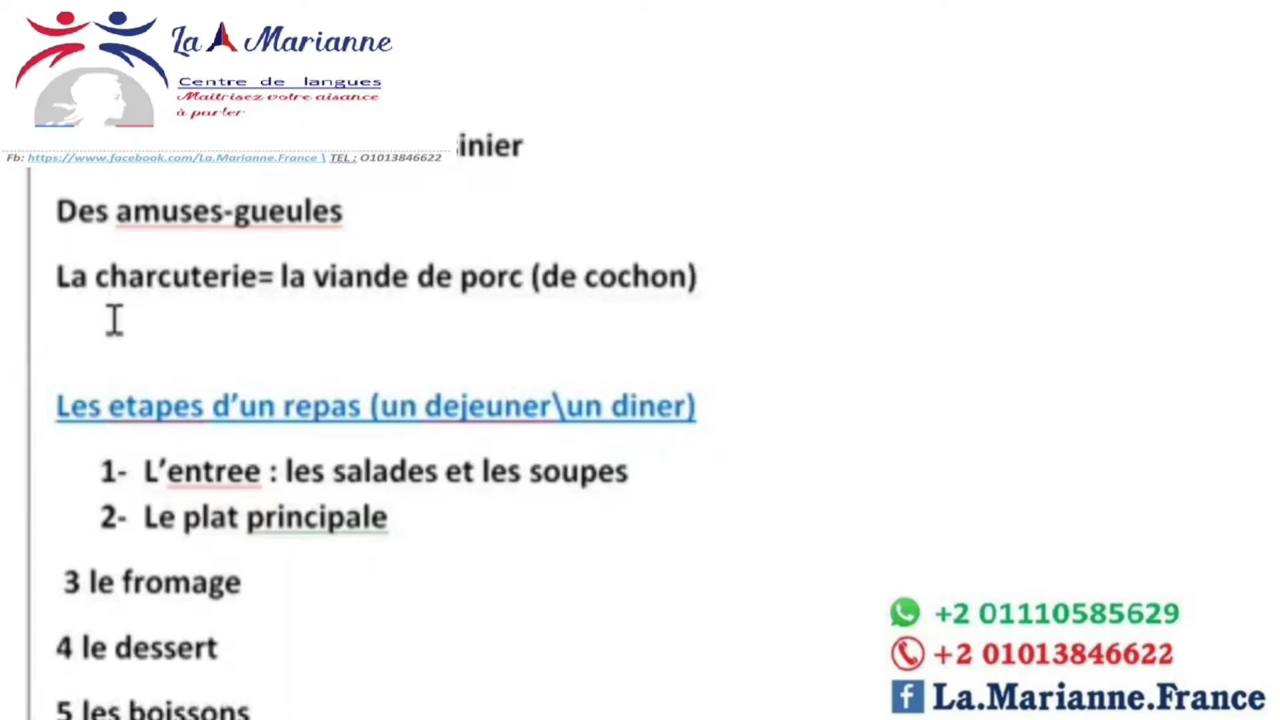 La Marianne
Centre de langues
Maîtrisez votre aisance
à parler
inier
Fb: https://www.facebook.com/La.Marianne.France \ TEL : O1013846622
Des amuses-gueules
La charcuterie= la viande de porc (de cochon)
Les etapes d’un repas (un dejeuner\un diner)
1- L’entree : les salades et les soupes
2- Le plat principale
3 le fromage
4 le dessert
5 les boissons
+2 01110585629
+2 01013846622
La.Marianne.France